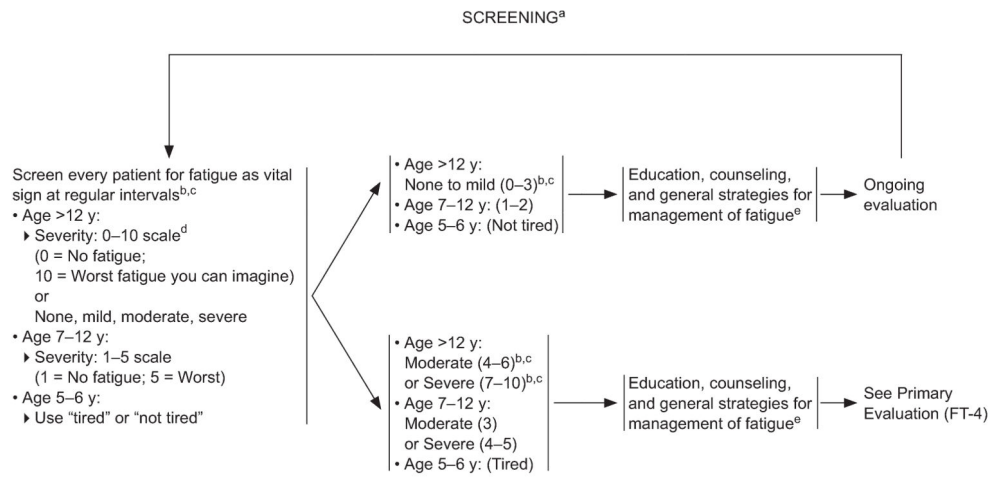 SCREENINGᵃ
Screen every patient for fatigue as vital
sign at regular intervalsᵇ,ᶜ
• Age >12 y:
▸ Severity: 0–10 scaleᵈ
(0 = No fatigue;
10 = Worst fatigue you can imagine)
or
None, mild, moderate, severe
• Age 7–12 y:
▸ Severity: 1–5 scale
(1 = No fatigue; 5 = Worst)
• Age 5–6 y:
▸ Use “tired” or “not tired”
• Age >12 y:
None to mild (0–3)ᵇ,ᶜ
• Age 7–12 y: (1–2)
• Age 5–6 y: (Not tired)
Education, counseling,
and general strategies for
management of fatigueᵉ
Ongoing
evaluation
• Age >12 y:
Moderate (4–6)ᵇ,ᶜ
or Severe (7–10)ᵇ,ᶜ
• Age 7–12 y:
Moderate (3)
or Severe (4–5)
• Age 5–6 y: (Tired)
Education, counseling,
and general strategies for
management of fatigueᵉ
See Primary
Evaluation (FT-4)